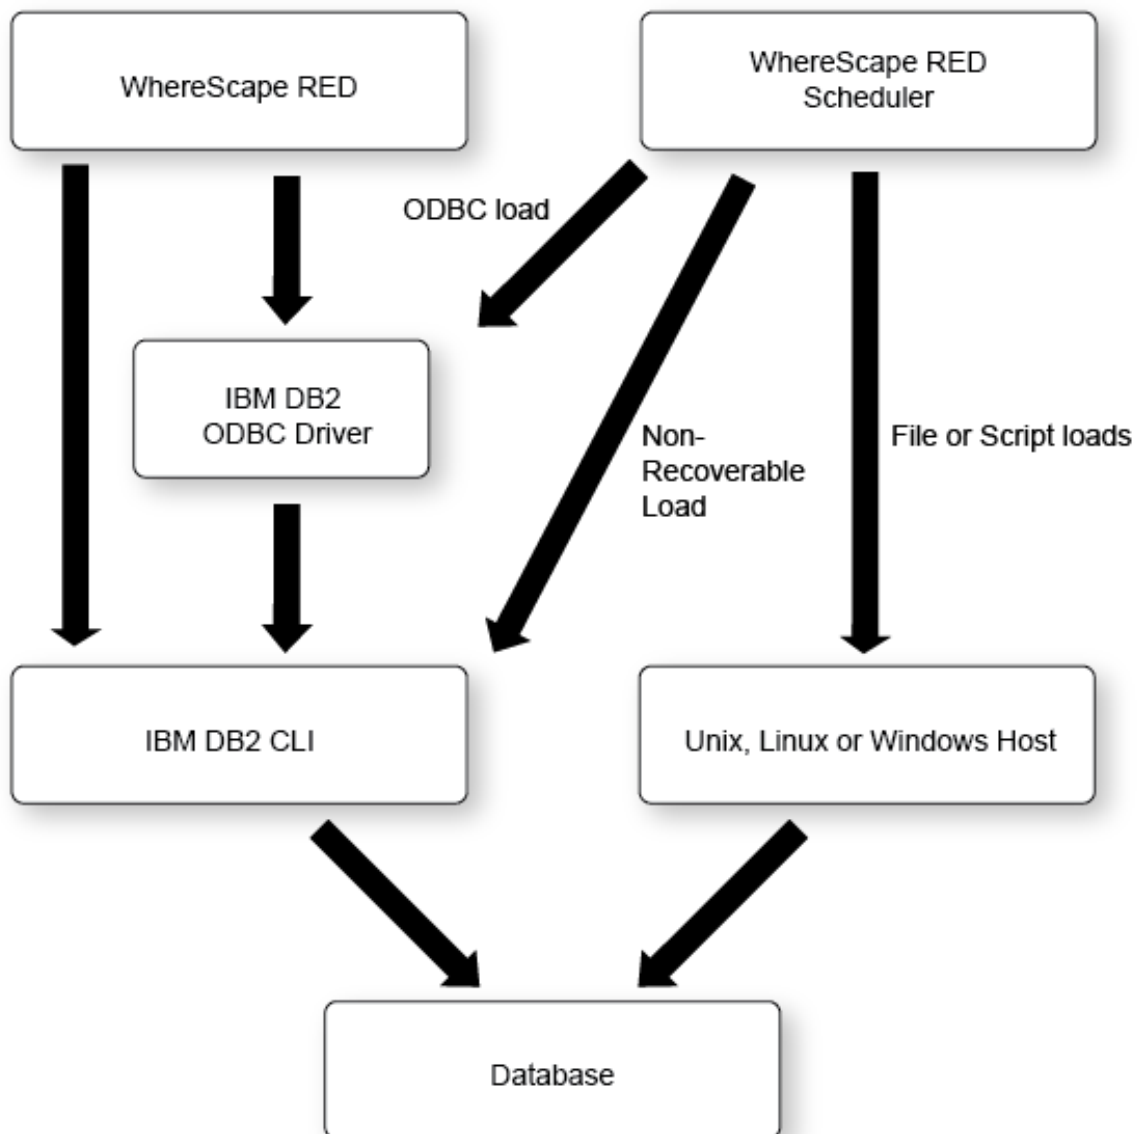 WhereScape RED
WhereScape RED
Scheduler
ODBC load
IBM DB2
ODBC Driver
Non-
Recoverable
Load
File or Script loads
IBM DB2 CLI
Unix, Linux or Windows Host
Database